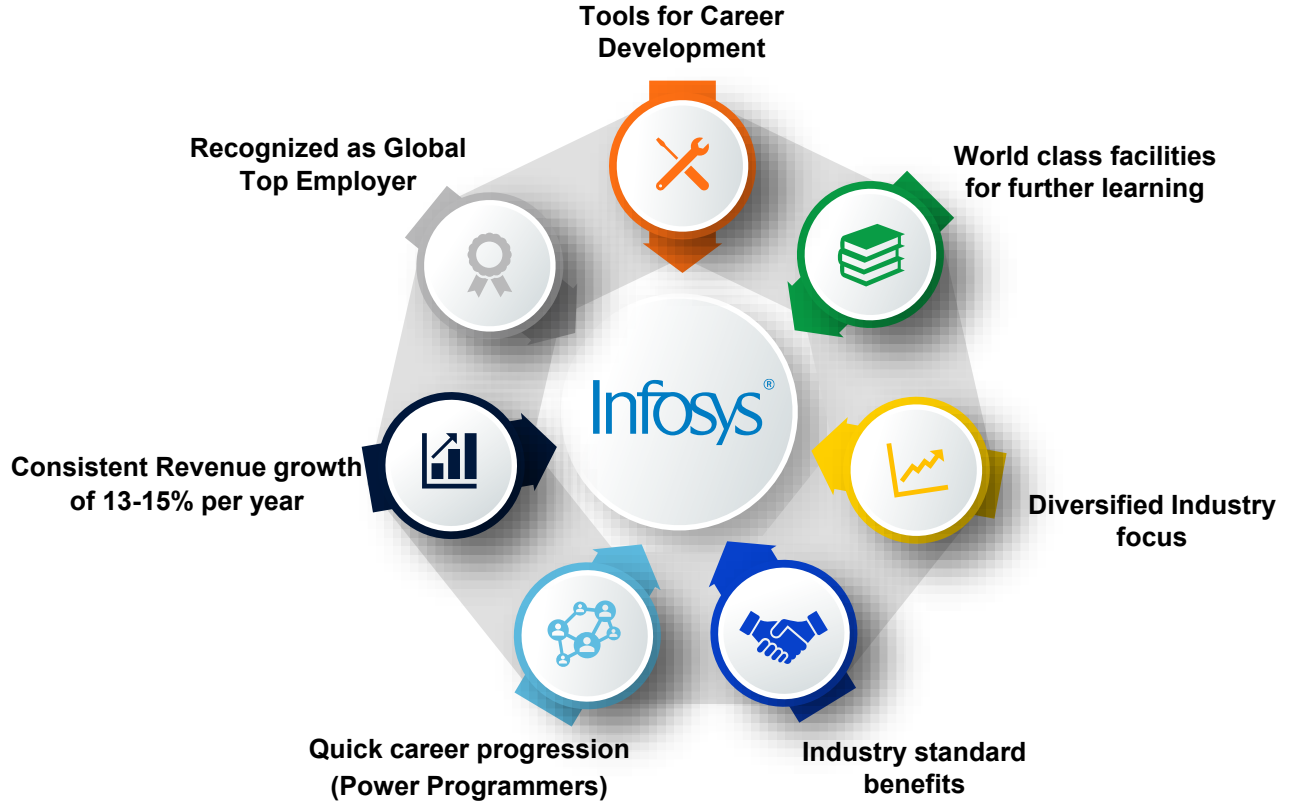 Tools for Career
Development
Recognized as Global
Top Employer
World class facilities
for further learning
Infosys®
Consistent Revenue growth
of 13-15% per year
Diversified Industry
focus
Quick career progression
(Power Programmers)
Industry standard
benefits